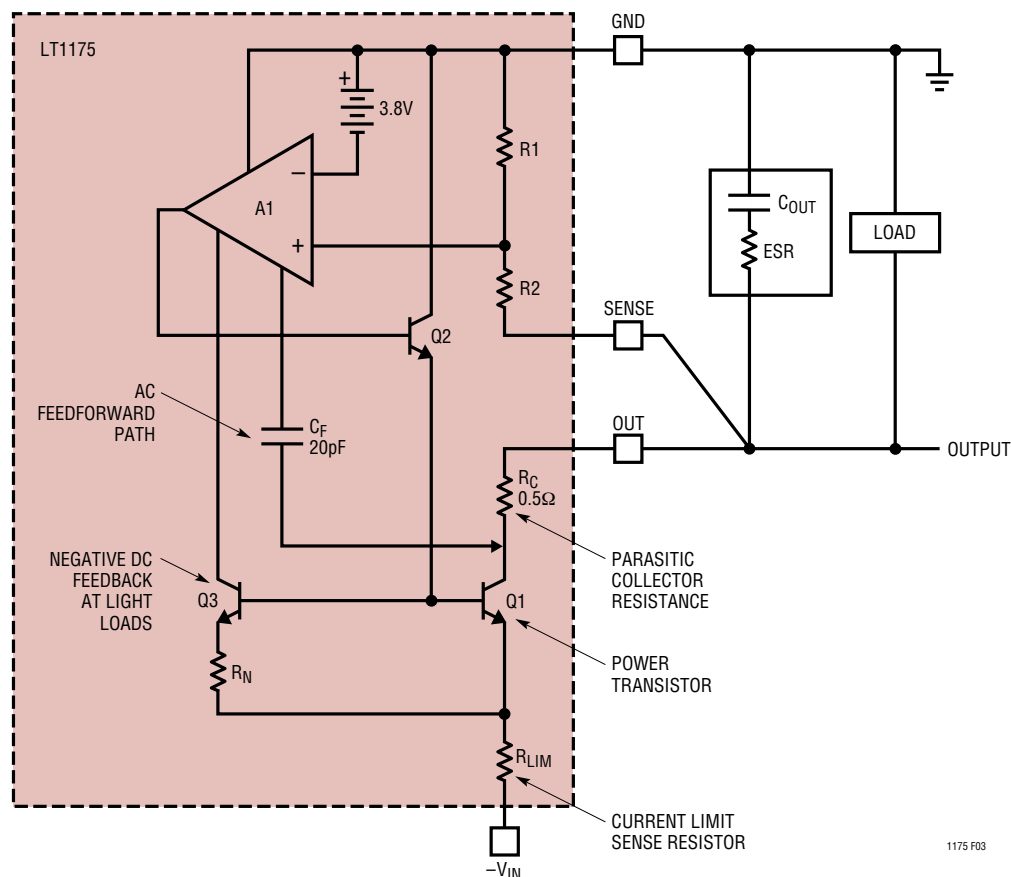 GND
LT1175
+
3.8V
R1
−
A1
COUT
+
ESR
LOAD
R2
SENSE
Q2
AC
FEEDFORWARD
PATH
CF
20pF
OUT
OUTPUT
RC
0.5Ω
NEGATIVE DC
FEEDBACK
AT LIGHT
LOADS
Q3
Q1
PARASITIC
COLLECTOR
RESISTANCE
RN
POWER
TRANSISTOR
RLIM
CURRENT LIMIT
SENSE RESISTOR
−VIN
1175 F03